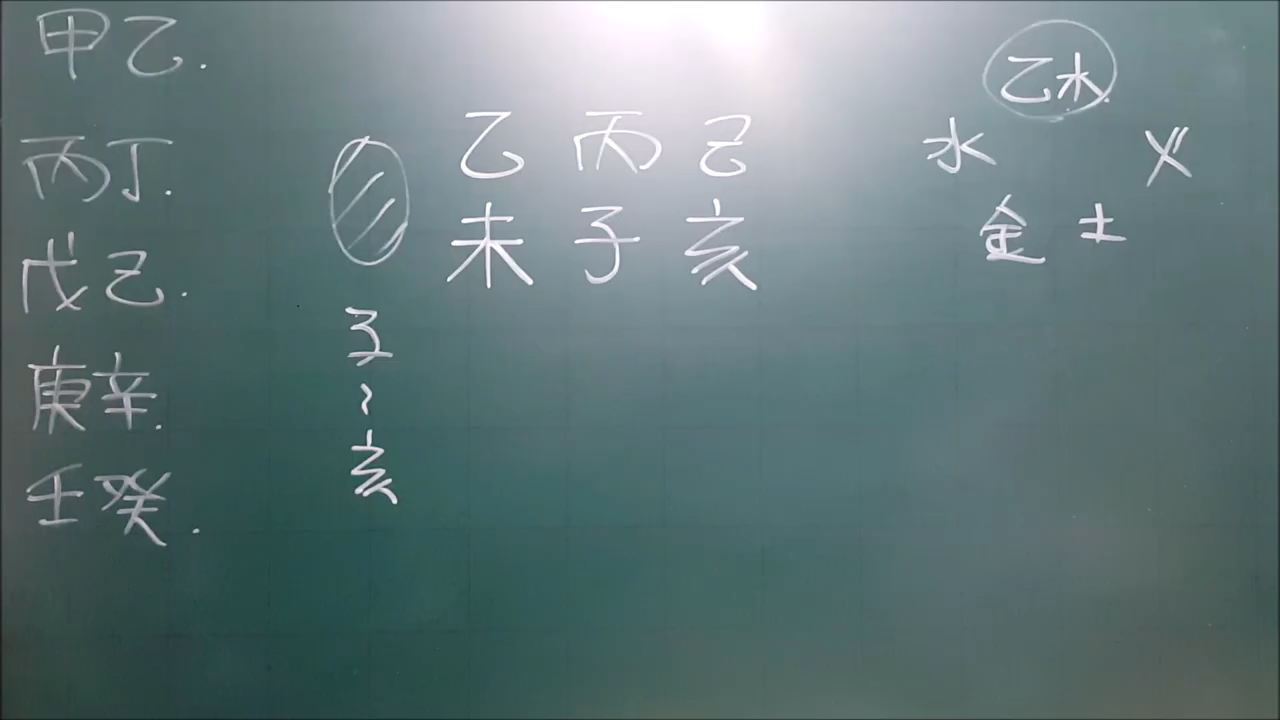 甲乙.
丙丁.
戊己.
庚辛.
壬癸.
子
~
亥
乙丙己
未子亥
乙木
水 火
金 土